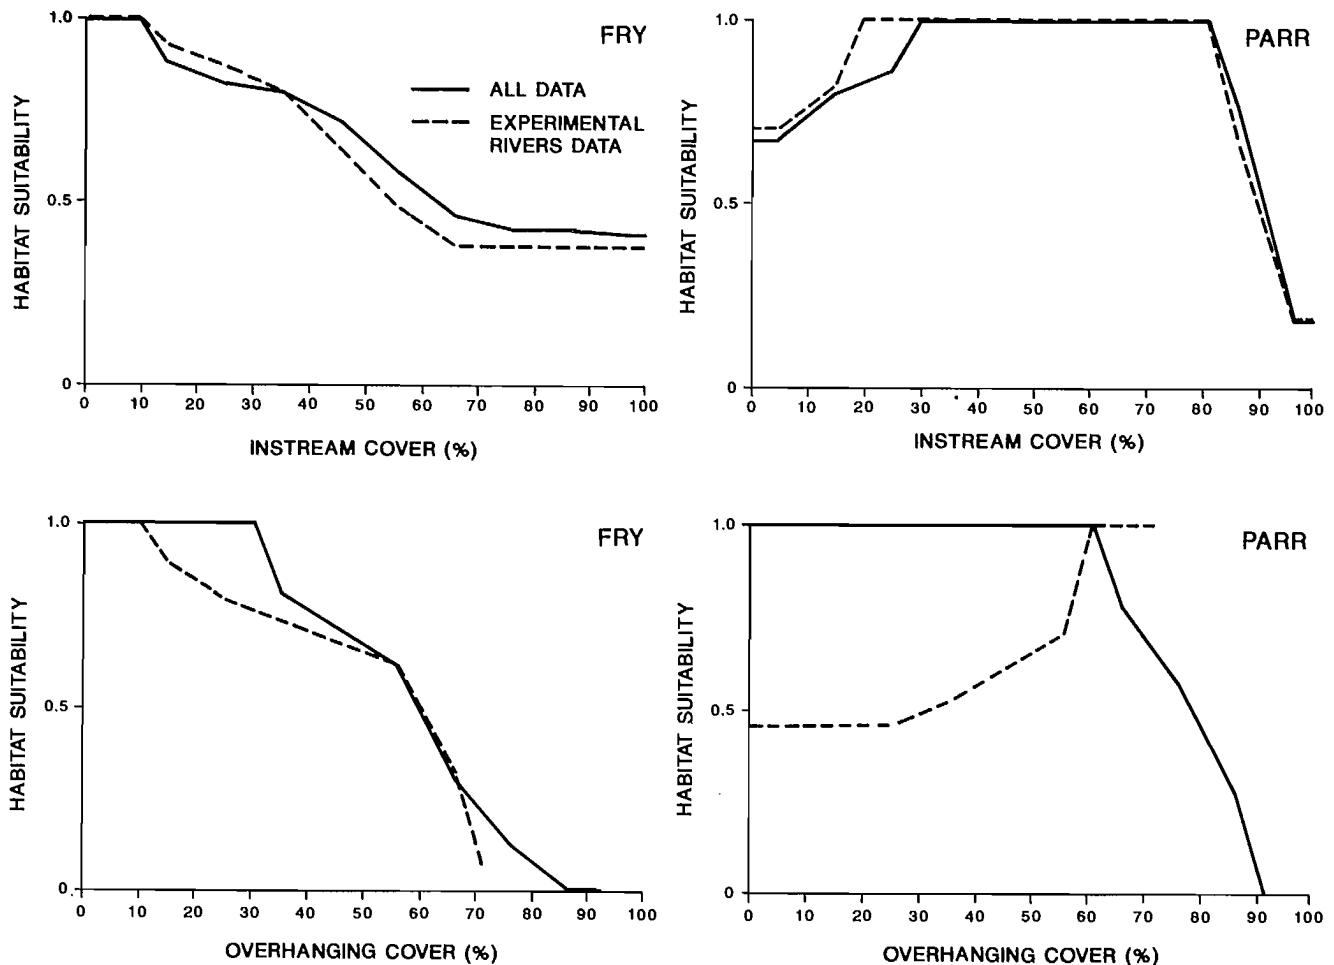 FRY
ALL DATA
EXPERIMENTAL
RIVERS DATA
HABITAT SUITABILITY
1.0
0.5
0
0 10 20 30 40 50 60 70 80 90 100
INSTREAM COVER (%)
PARR
HABITAT SUITABILITY
1.0
0.5
0
0 10 20 30 40 50 60 70 80 90 100
INSTREAM COVER (%)
FRY
HABITAT SUITABILITY
1.0
0.5
0
0 10 20 30 40 50 60 70 80 90 100
OVERHANGING COVER (%)
PARR
HABITAT SUITABILITY
1.0
0.5
0
0 10 20 30 40 50 60 70 80 90 100
OVERHANGING COVER (%)